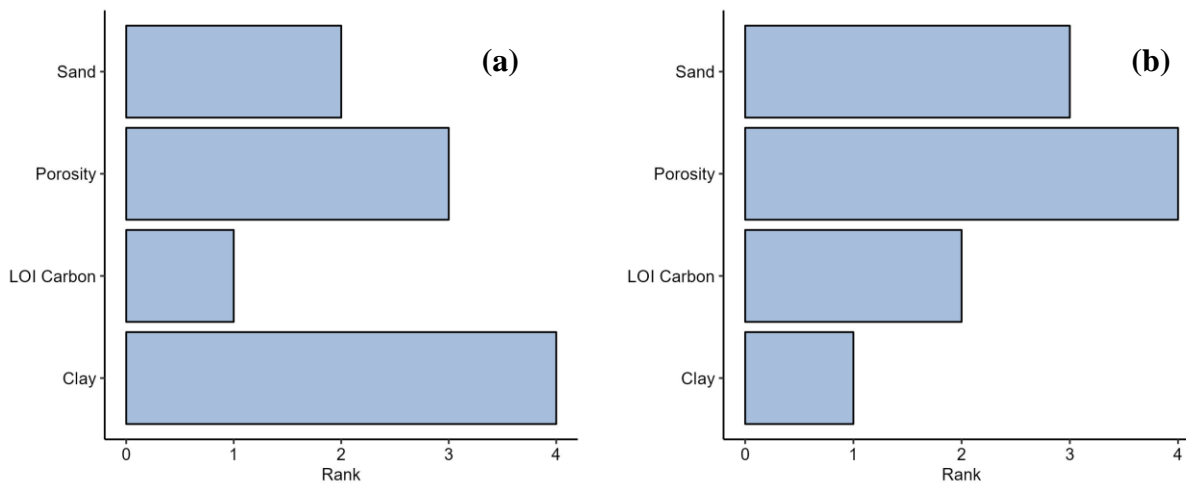 (a)
Sand
Porosity
LOI Carbon
Clay
0 1 2 3 4
Rank
(b)
Sand
Porosity
LOI Carbon
Clay
0 1 2 3 4
Rank